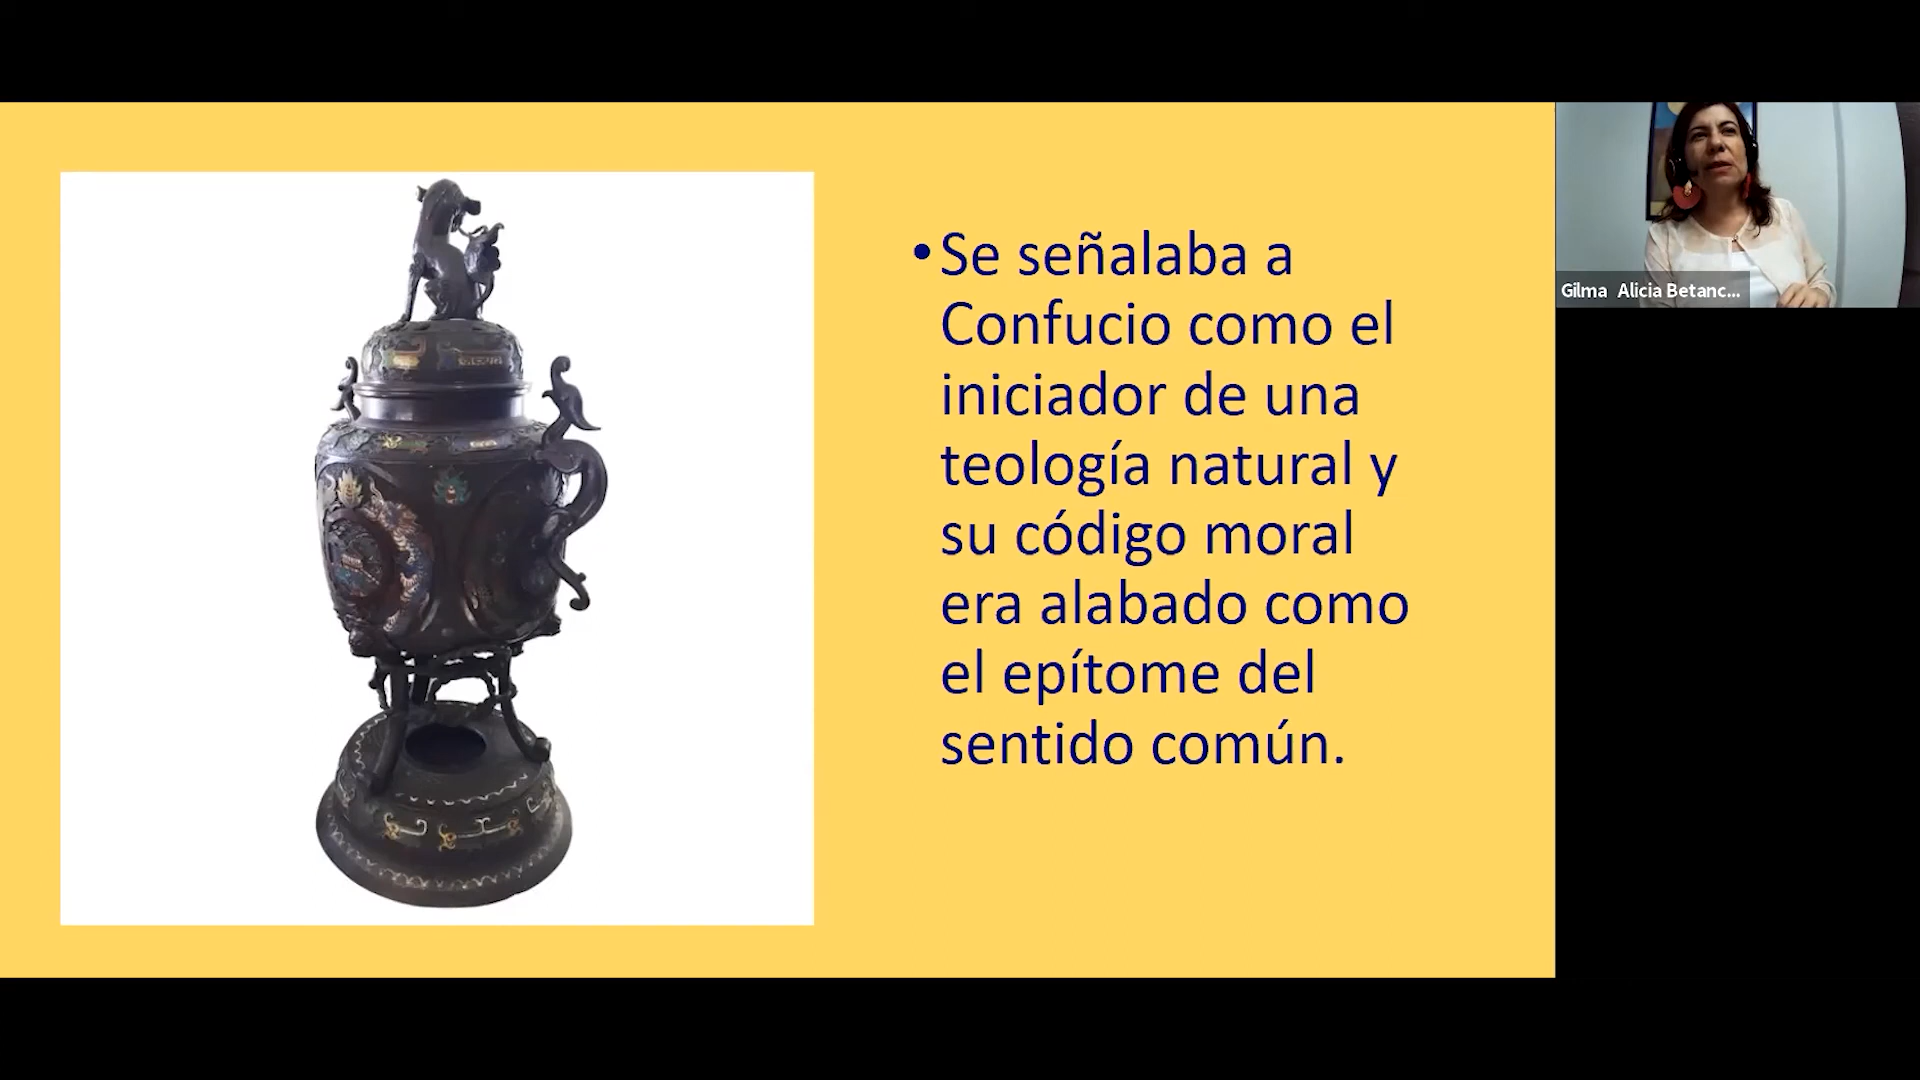 •Se señalaba a
Confucio como el
iniciador de una
teología natural y
su código moral
era alabado como
el epítome del
sentido común.
Gilma Alicia Betanc...